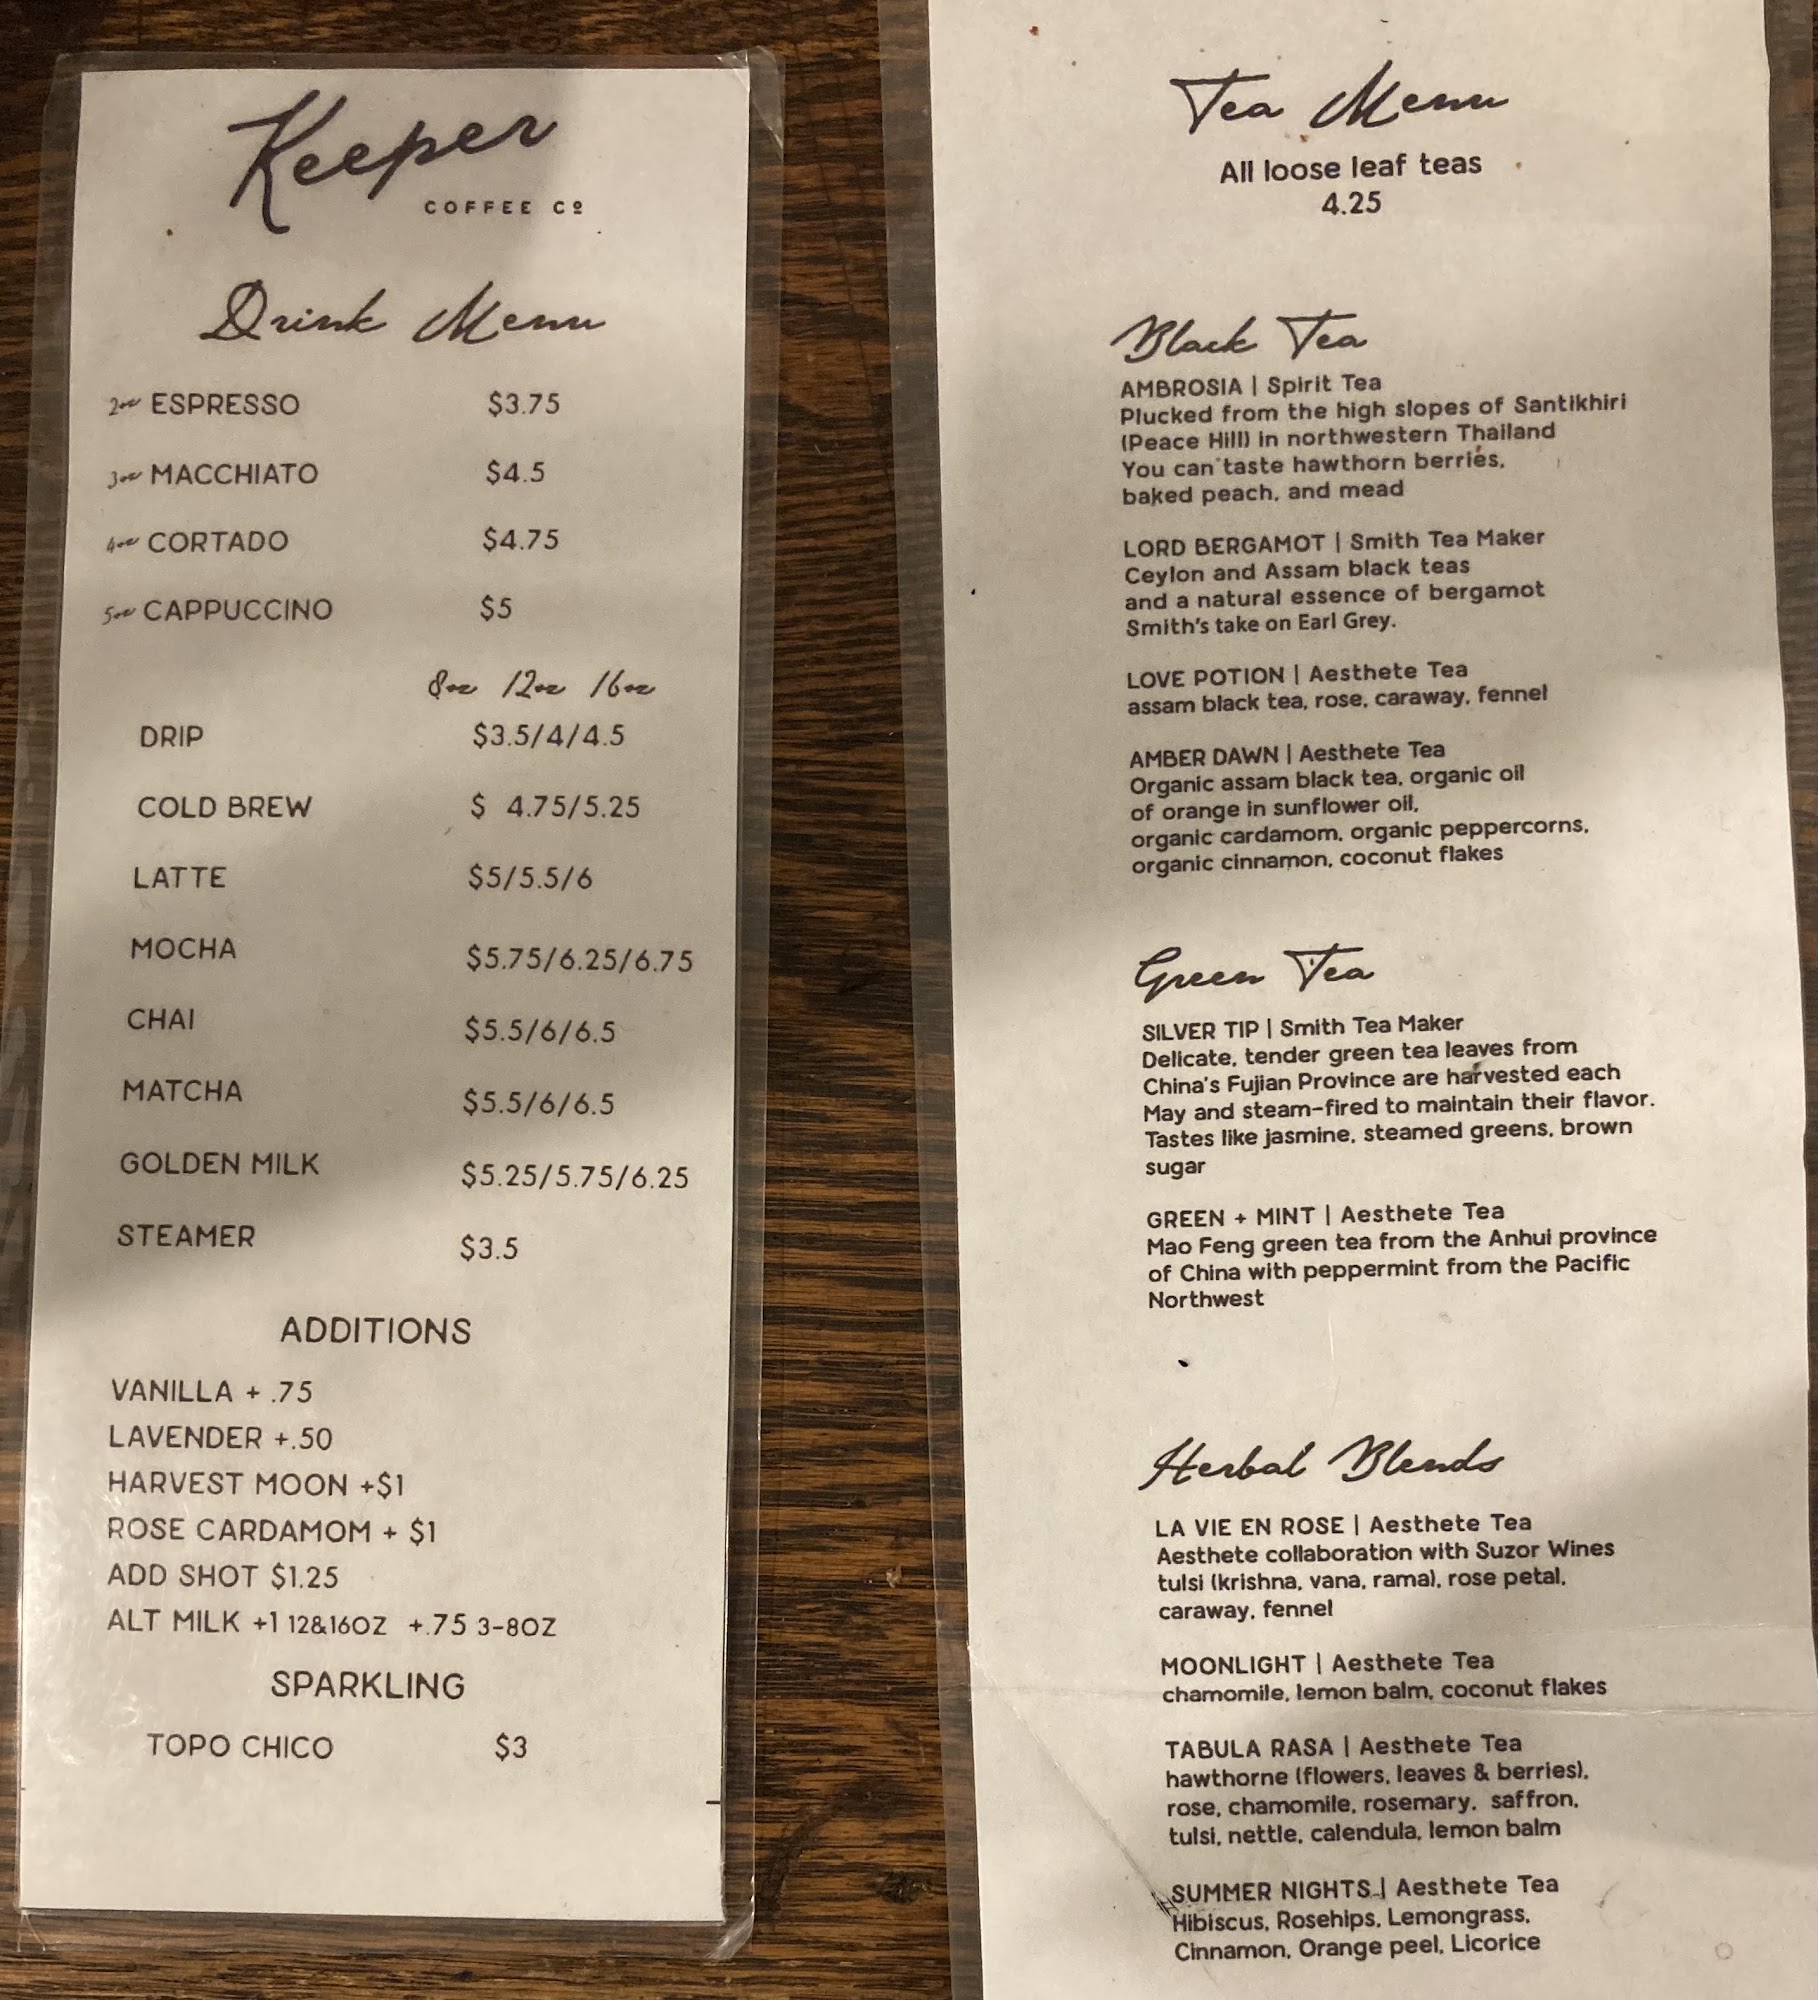 Keeper
COFFEE Cº
Drink Menu
2oz ESPRESSO $3.75
3oz MACCHIATO $4.5
4oz CORTADO $4.75
5oz CAPPUCCINO $5
8oz 12oz 16oz
DRIP $3.5/4/4.5
COLD BREW $ 4.75/5.25
LATTE $5/5.5/6
MOCHA $5.75/6.25/6.75
CHAI $5.5/6/6.5
MATCHA $5.5/6/6.5
GOLDEN MILK $5.25/5.75/6.25
STEAMER $3.5
ADDITIONS
VANILLA + .75
LAVENDER +.50
HARVEST MOON +$1
ROSE CARDAMOM + $1
ADD SHOT $1.25
ALT MILK +1 12&16OZ +.75 3-8OZ
SPARKLING
TOPO CHICO $3
Tea Menu
All loose leaf teas
4.25
Black Tea
AMBROSIA | Spirit Tea
Plucked from the high slopes of Santikhiri
(Peace Hill) in northwestern Thailand
You can taste hawthorn berries,
baked peach, and mead
LORD BERGAMOT | Smith Tea Maker
Ceylon and Assam black teas
and a natural essence of bergamot
Smith's take on Earl Grey.
LOVE POTION | Aesthete Tea
assam black tea, rose, caraway, fennel
AMBER DAWN | Aesthete Tea
Organic assam black tea, organic oil
of orange in sunflower oil,
organic cardamom, organic peppercorns,
organic cinnamon, coconut flakes
Green Tea
SILVER TIP | Smith Tea Maker
Delicate, tender green tea leaves from
China's Fujian Province are harvested each
May and steam-fired to maintain their flavor.
Tastes like jasmine, steamed greens, brown
sugar
GREEN + MINT | Aesthete Tea
Mao Feng green tea from the Anhui province
of China with peppermint from the Pacific
Northwest
Herbal Blends
LA VIE EN ROSE | Aesthete Tea
Aesthete collaboration with Suzor Wines
tulsi (krishna, vana, rama), rose petal,
caraway, fennel
MOONLIGHT | Aesthete Tea
chamomile, lemon balm, coconut flakes
TABULA RASA | Aesthete Tea
hawthorne (flowers, leaves & berries),
rose, chamomile, rosemary, saffron,
tulsi, nettle, calendula, lemon balm
SUMMER NIGHTS | Aesthete Tea
Hibiscus, Rosehips, Lemongrass,
Cinnamon, Orange peel, Licorice